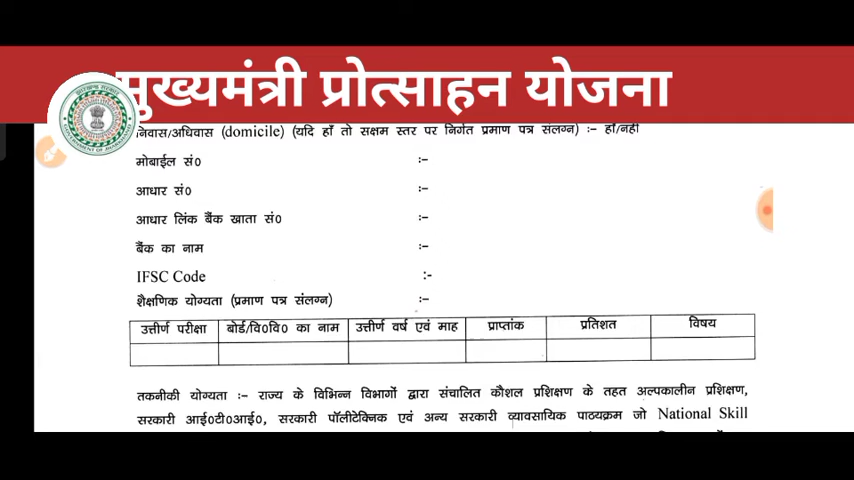 मुख्यमंत्री प्रोत्साहन योजना
निवास/अधिवास (domicile) (यदि हाँ तो सक्षम स्तर पर निर्गत प्रमाण पत्र संलग्न) :- हाँ/नहीं
मोबाईल सं0 :-
आधार सं0 :-
आधार लिंक बैंक खाता सं0 :-
बैंक का नाम :-
IFSC Code :-
शैक्षणिक योग्यता (प्रमाण पत्र संलग्न) :-
उत्तीर्ण परीक्षा बोर्ड/वि0वि0 का नाम उत्तीर्ण वर्ष एवं माह प्राप्तांक प्रतिशत विषय
तकनीकी योग्यता :- राज्य के विभिन्न विभागों द्वारा संचालित कौशल प्रशिक्षण के तहत अल्पकालीन प्रशिक्षण,
सरकारी आई0टी0आई0, सरकारी पॉलीटेक्निक एवं अन्य सरकारी व्यावसायिक पाठ्यक्रम जो National Skill